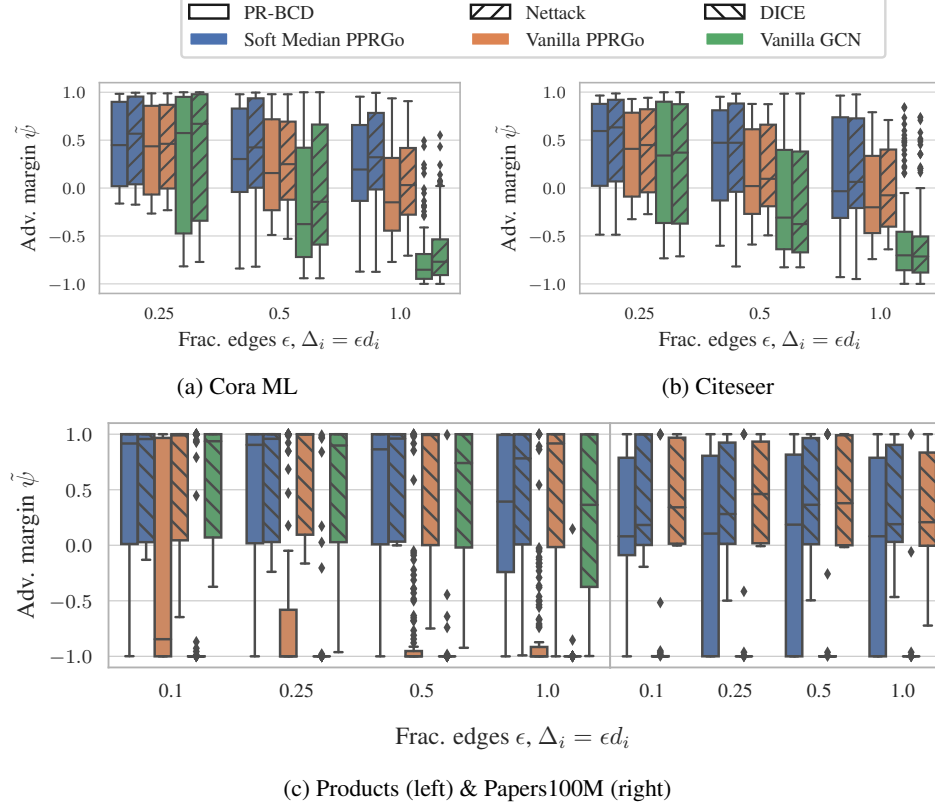 PR-BCD Nettack DICE
Soft Median PPRGo Vanilla PPRGo Vanilla GCN
Adv. margin ψ̃
1.0
0.5
0.0
−0.5
−1.0
0.25 0.5 1.0
Frac. edges ϵ, Δᵢ = ϵdᵢ
(a) Cora ML
Adv. margin ψ̃
1.0
0.5
0.0
−0.5
−1.0
0.25 0.5 1.0
Frac. edges ϵ, Δᵢ = ϵdᵢ
(b) Citeseer
Adv. margin ψ̃
1.0
0.5
0.0
−0.5
−1.0
0.1 0.25 0.5 1.0 0.1 0.25 0.5 1.0
Frac. edges ϵ, Δᵢ = ϵdᵢ
(c) Products (left) & Papers100M (right)